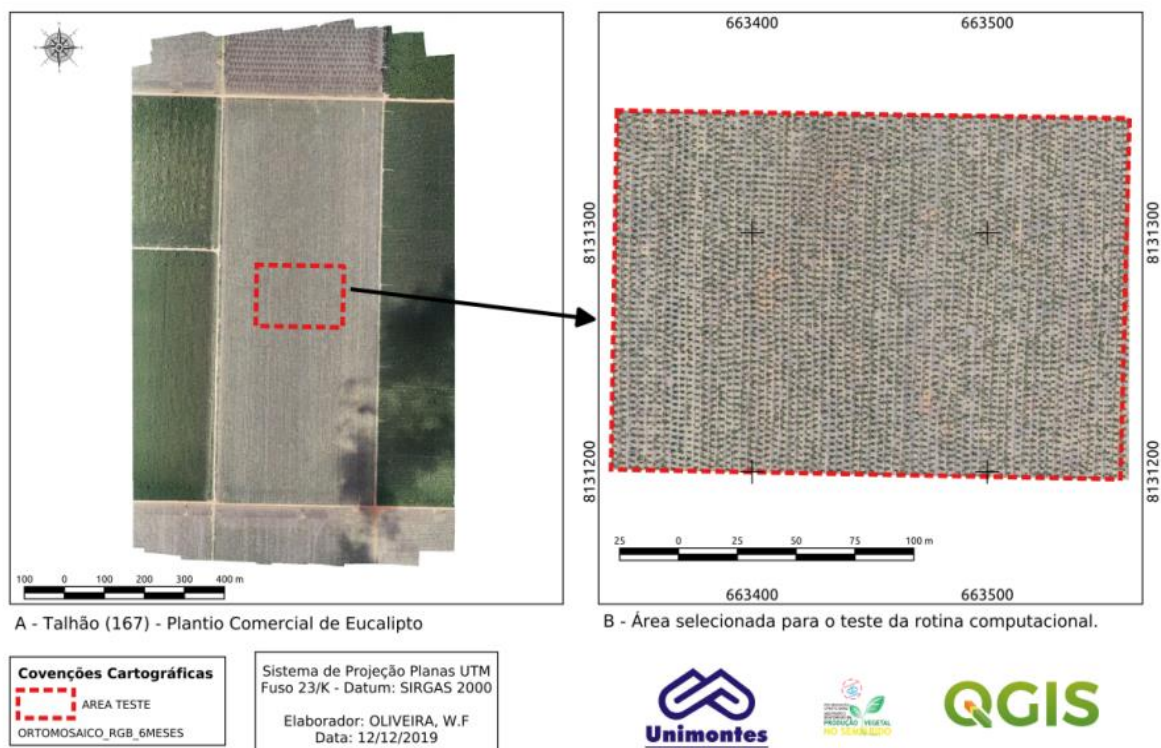 663400 663500
8131300 8131300
8131200 8131200
100 0 100 200 300 400 m
25 0 25 50 75 100 m
663400 663500
A - Talhão (167) - Plantio Comercial de Eucalipto
B - Área selecionada para o teste da rotina computacional.
Covenções Cartográficas
AREA TESTE
ORTOMOSAICO_RGB_6MESES
Sistema de Projeção Planas UTM
Fuso 23/K - Datum: SIRGAS 2000
Elaborador: OLIVEIRA, W.F
Data: 12/12/2019
Unimontes
PRODUÇÃO VEGETAL
NO SEMIÁRIDO
QGIS